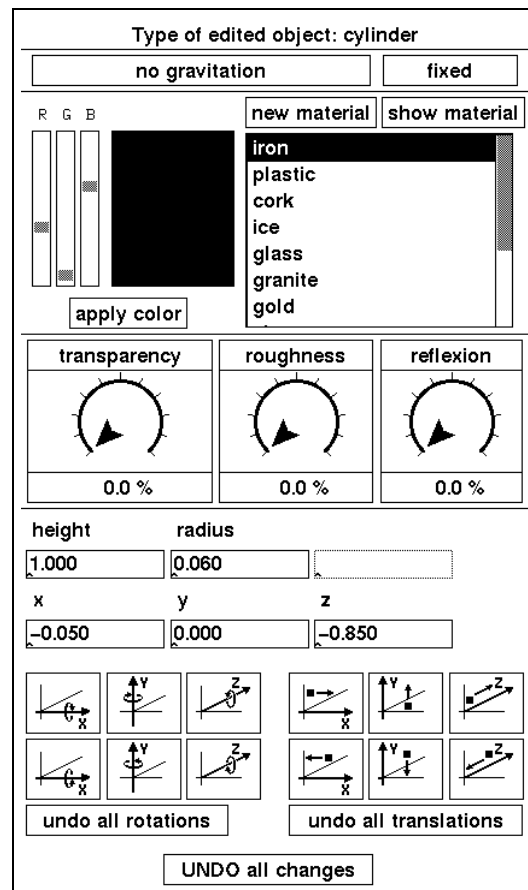 Type of edited object: cylinder
no gravitation fixed
R G B new material show material
iron
plastic
cork
ice
glass
granite
gold
apply color
transparency roughness reflexion
0.0 % 0.0 % 0.0 %
height radius
1.000 0.060
x y z
−0.050 0.000 −0.850
X Y Z X Y Z
X Y Z X Y Z
undo all rotations undo all translations
UNDO all changes